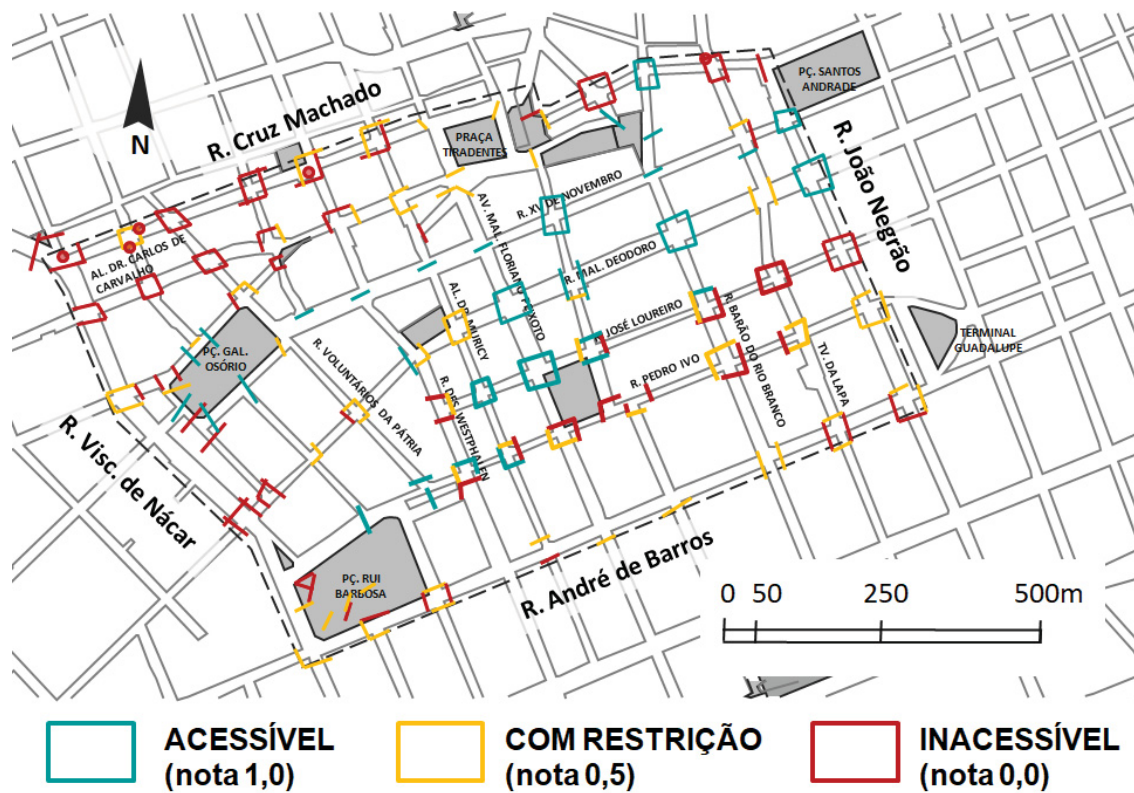 PÇ. SANTOS
ANDRADE
R. Cruz Machado
PRAÇA
TIRADENTES
N
R. João Negrão
R. XV DE NOVEMBRO
AV. MAL. FLORIANO PEIXOTO
AL. DR. CARLOS DE
CARVALHO
R. MAL. DEODORO
AL. DR. MURICY
JOSÉ LOUREIRO
R. BARÃO DO RIO BRANCO
PÇ. GAL.
OSÓRIO
R. VOLUNTÁRIOS DA PÁTRIA
TERMINAL
GUADALUPE
TV. DA LAPA
R. PEDRO IVO
R. DES. WESTPHALEN
R. Visc. de Nácar
R. André de Barros
PÇ. RUI
BARBOSA
0 50 250 500m
ACESSÍVEL
(nota 1,0)
COM RESTRIÇÃO
(nota 0,5)
INACESSÍVEL
(nota 0,0)